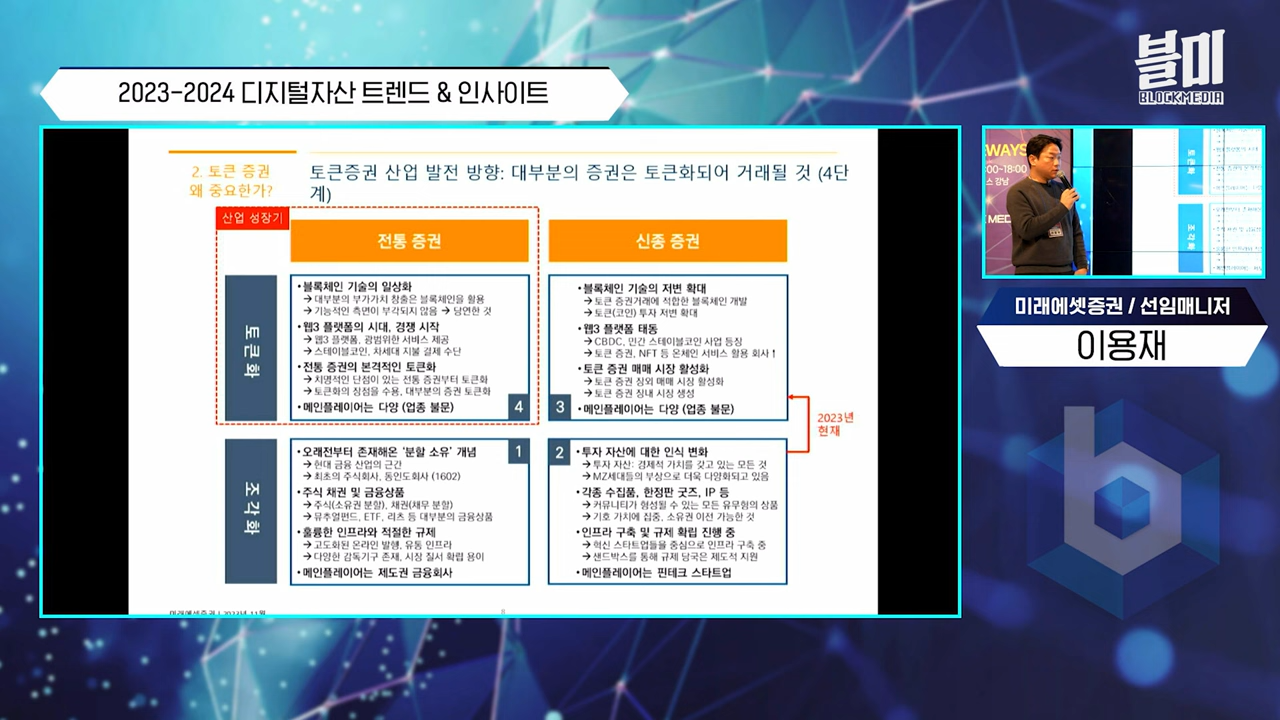 블미
BLOCKMEDIA
2023-2024 디지털자산 트렌드 & 인사이트
2. 토큰 증권
왜 중요한가?
토큰증권 산업 발전 방향: 대부분의 증권은 토큰화되어 거래될 것 (4단
계)
산업 성장기
전통 증권
신종 증권
토큰화
•블록체인 기술의 일상화
→대부분의 부가가치 창출은 블록체인을 활용
→기능적인 측면이 부각되지 않음 → 당연한 것
•웹3 플랫폼의 시대, 경쟁 시작
→웹3 플랫폼, 광범위한 서비스 제공
→스테이블코인, 차세대 지불 결제 수단
•전통 증권의 본격적인 토큰화
→치명적인 단점이 있는 전통 증권부터 토큰화
→토큰화의 장점을 수용, 대부분의 증권 토큰화
•메인플레이어는 다양 (업종 불문)
4
•블록체인 기술의 저변 확대
→토큰 증권거래에 적합한 블록체인 개발
→토큰(코인) 투자 저변 확대
•웹3 플랫폼 태동
→CBDC, 민간 스테이블코인 사업 등장
→토큰 증권, NFT 등 온체인 서비스 활용 회사↑
•토큰 증권 매매 시장 활성화
→토큰 증권 장외 매매 시장 활성화
→토큰 증권 장내 시장 생성
•메인플레이어는 다양 (업종 불문)
3
2023년
현재
조각화
•오래전부터 존재해온 '분할 소유' 개념
→현대 금융 산업의 근간
→최초의 주식회사, 동인도회사 (1602)
•주식 채권 및 금융상품
→주식(소유권 분할), 채권(채무 분할)
→뮤추얼펀드, ETF, 리츠 등 대부분의 금융상품
•훌륭한 인프라와 적절한 규제
→고도화된 온라인 발행, 유통 인프라
→다양한 감독기구 존재, 시장 질서 확립 용이
•메인플레이어는 제도권 금융회사
1
2
•투자 자산에 대한 인식 변화
→투자 자산: 경제적 가치를 갖고 있는 모든 것
→MZ세대들의 부상으로 더욱 다양화되고 있음
•각종 수집품, 한정판 굿즈, IP 등
→커뮤니티가 형성될 수 있는 모든 유무형의 상품
→기호 가치에 집중, 소유권 이전 가능한 것
•인프라 구축 및 규제 확립 진행 중
→혁신 스타트업들을 중심으로 인프라 구축 중
→샌드박스를 통해 규제 당국은 제도적 지원
•메인플레이어는 핀테크 스타트업
미래에셋증권 | 2023년 11월
WAYS
:00~18:00
스 강남
MED
토큰화
조각화
미래에셋증권 / 선임매니저
이용재